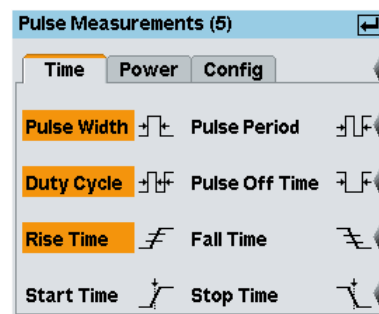 Pulse Measurements (5)
Time Power Config
Pulse Width Pulse Period
Duty Cycle Pulse Off Time
Rise Time Fall Time
Start Time Stop Time